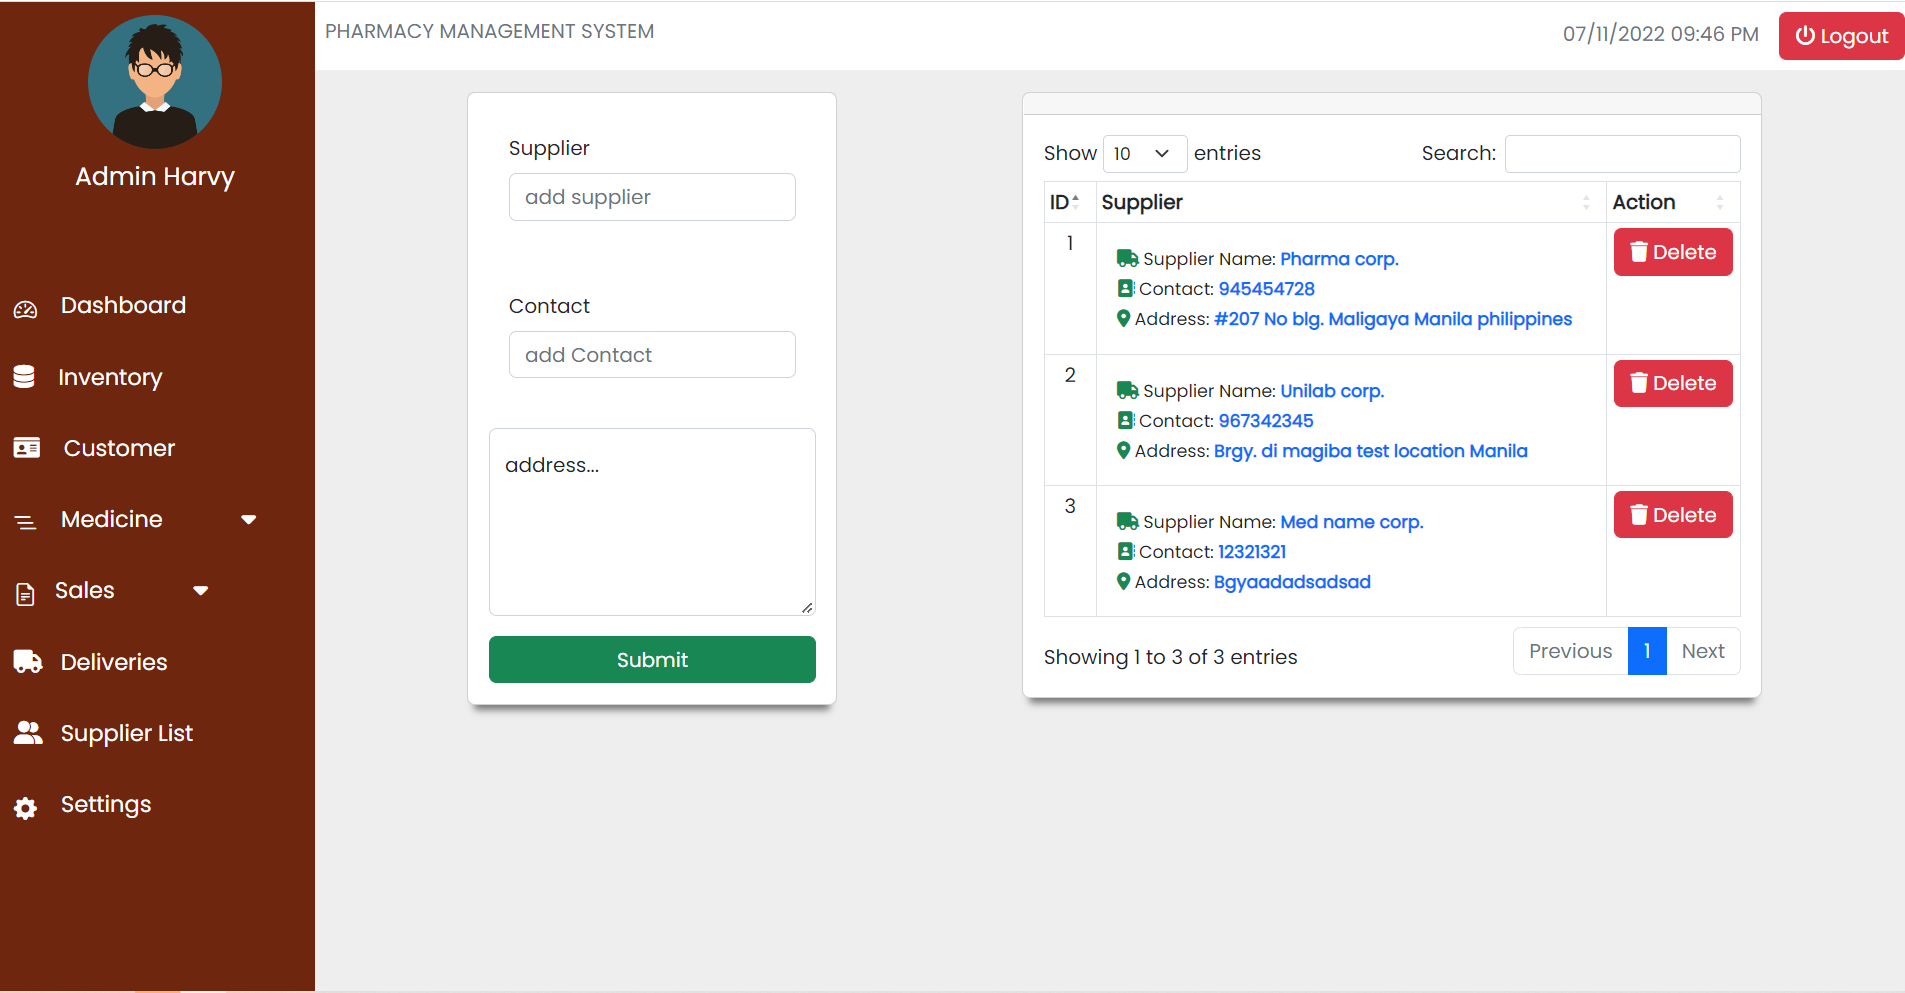 PHARMACY MANAGEMENT SYSTEM
07/11/2022 09:46 PM
Logout
Admin Harvy
Dashboard
Inventory
Customer
Medicine
Sales
Deliveries
Supplier List
Settings
Supplier
add supplier
Contact
add Contact
address...
Submit
Show 10 entries
Search:
ID Supplier Action
1
Supplier Name: Pharma corp.
Contact: 945454728
Address: #207 No blg. Maligaya Manila philippines
Delete
2
Supplier Name: Unilab corp.
Contact: 967342345
Address: Brgy. di magiba test location Manila
Delete
3
Supplier Name: Med name corp.
Contact: 12321321
Address: Bgyaadadsadsad
Delete
Showing 1 to 3 of 3 entries
Previous 1 Next